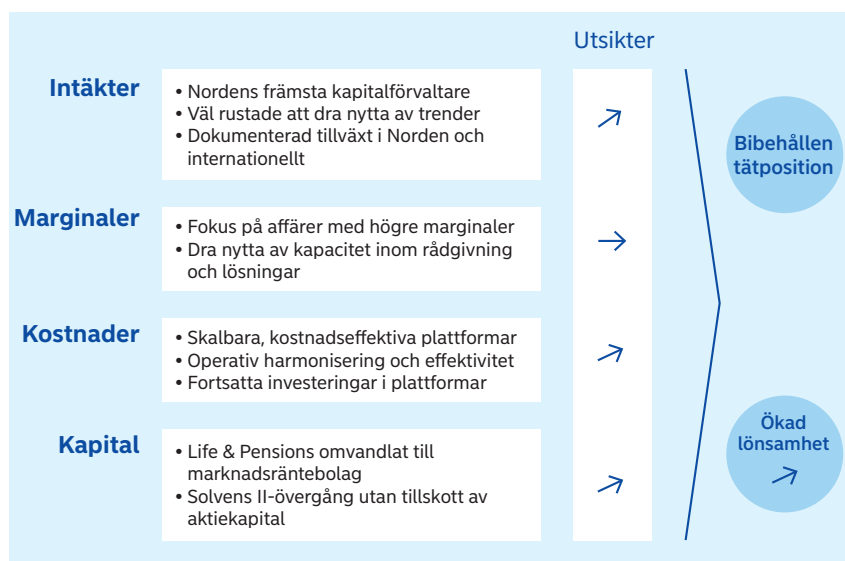 Utsikter
Intäkter
• Nordens främsta kapitalförvaltare
• Väl rustade att dra nytta av trender
• Dokumenterad tillväxt i Norden och
internationellt
Marginaler
• Fokus på affärer med högre marginaler
• Dra nytta av kapacitet inom rådgivning
och lösningar
Kostnader
• Skalbara, kostnadseffektiva plattformar
• Operativ harmonisering och effektivitet
• Fortsatta investeringar i plattformar
Kapital
• Life & Pensions omvandlat till
marknadsräntebolag
• Solvens II-övergång utan tillskott av
aktiekapital
Bibehållen
tätposition
Ökad
lönsamhet